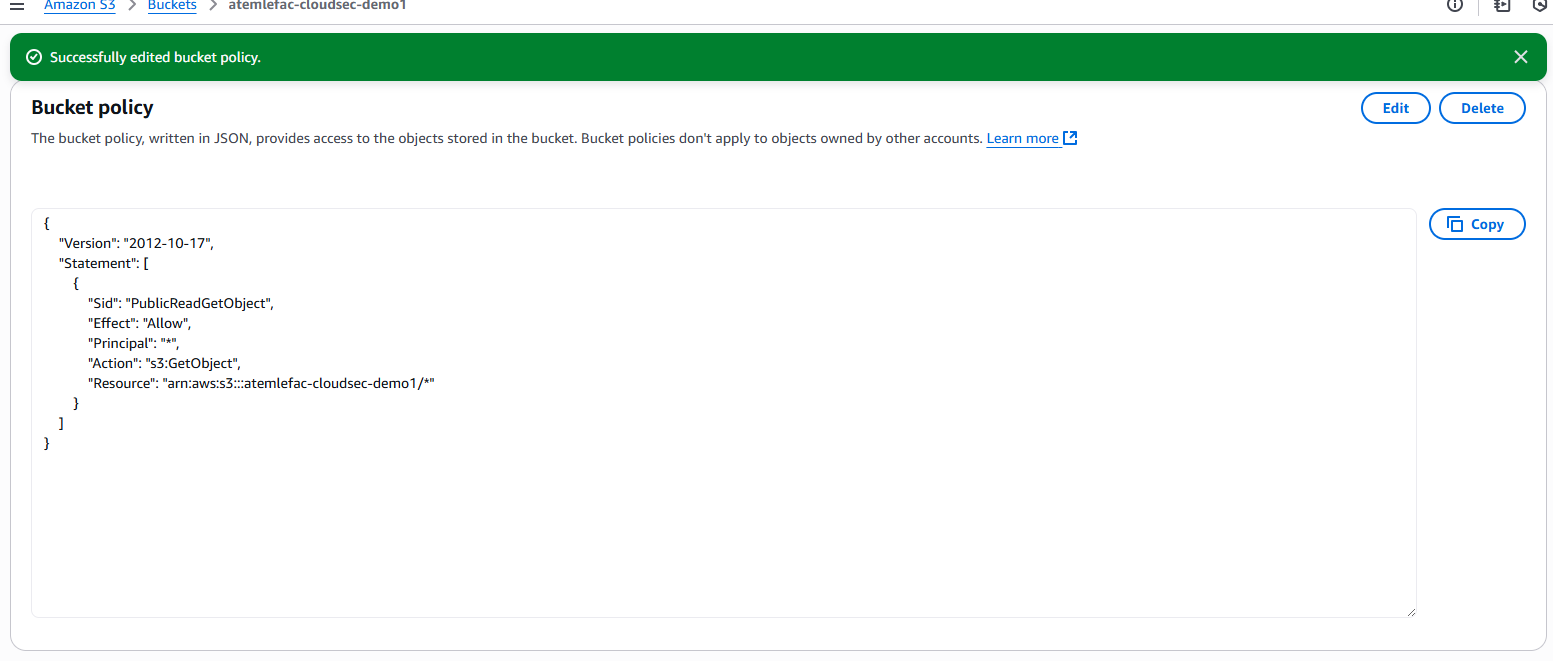 Amazon S3 > Buckets > atemlefac-cloudsec-demo1
Successfully edited bucket policy.
Bucket policy
Edit
Delete
The bucket policy, written in JSON, provides access to the objects stored in the bucket. Bucket policies don't apply to objects owned by other accounts. Learn more
Copy
{
"Version": "2012-10-17",
"Statement": [
{
"Sid": "PublicReadGetObject",
"Effect": "Allow",
"Principal": "*",
"Action": "s3:GetObject",
"Resource": "arn:aws:s3:::atemlefac-cloudsec-demo1/*"
}
]
}